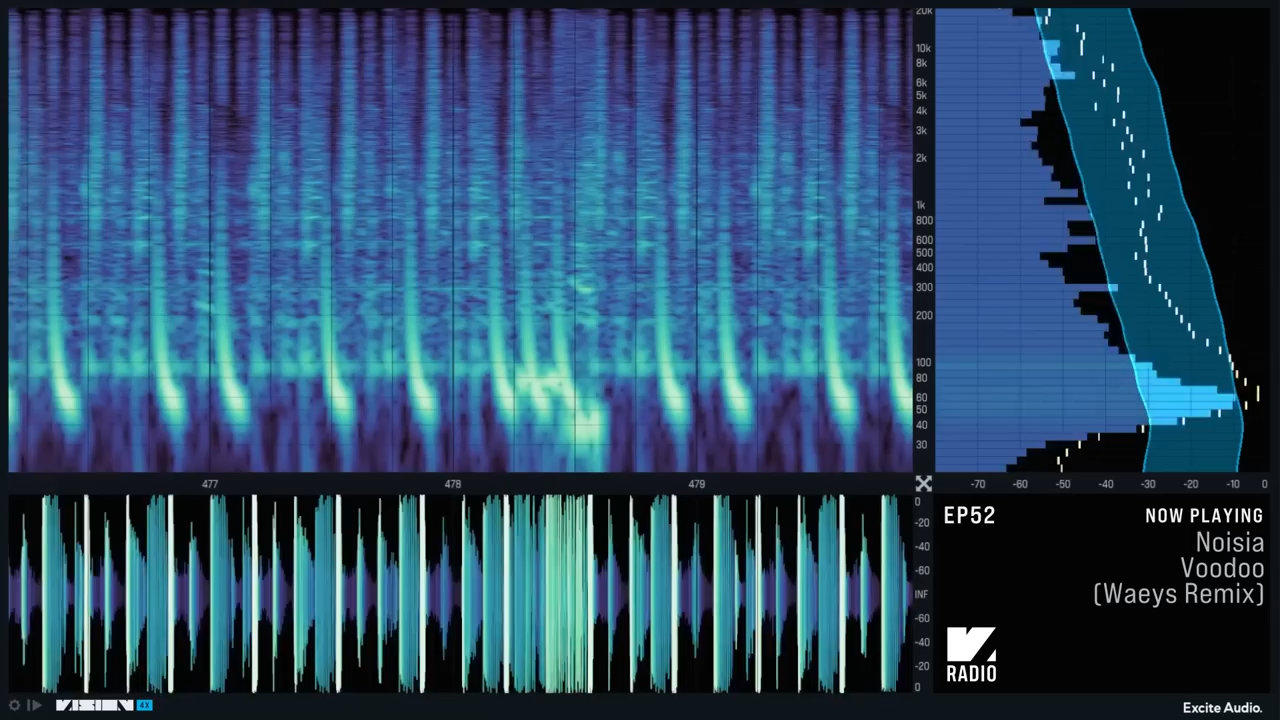 20k
10k
8k
6k
5k
4k
3k
2k
1k
800
600
500
400
300
200
100
80
60
50
40
30
477 478 479
-70 -60 -50 -40 -30 -20 -10 0
0
-20
-40
-60
INF
-60
-40
-20
0
EP52
NOW PLAYING
Noisia
Voodoo
(Waeys Remix)
RADIO
VISION 4X
Excite Audio.